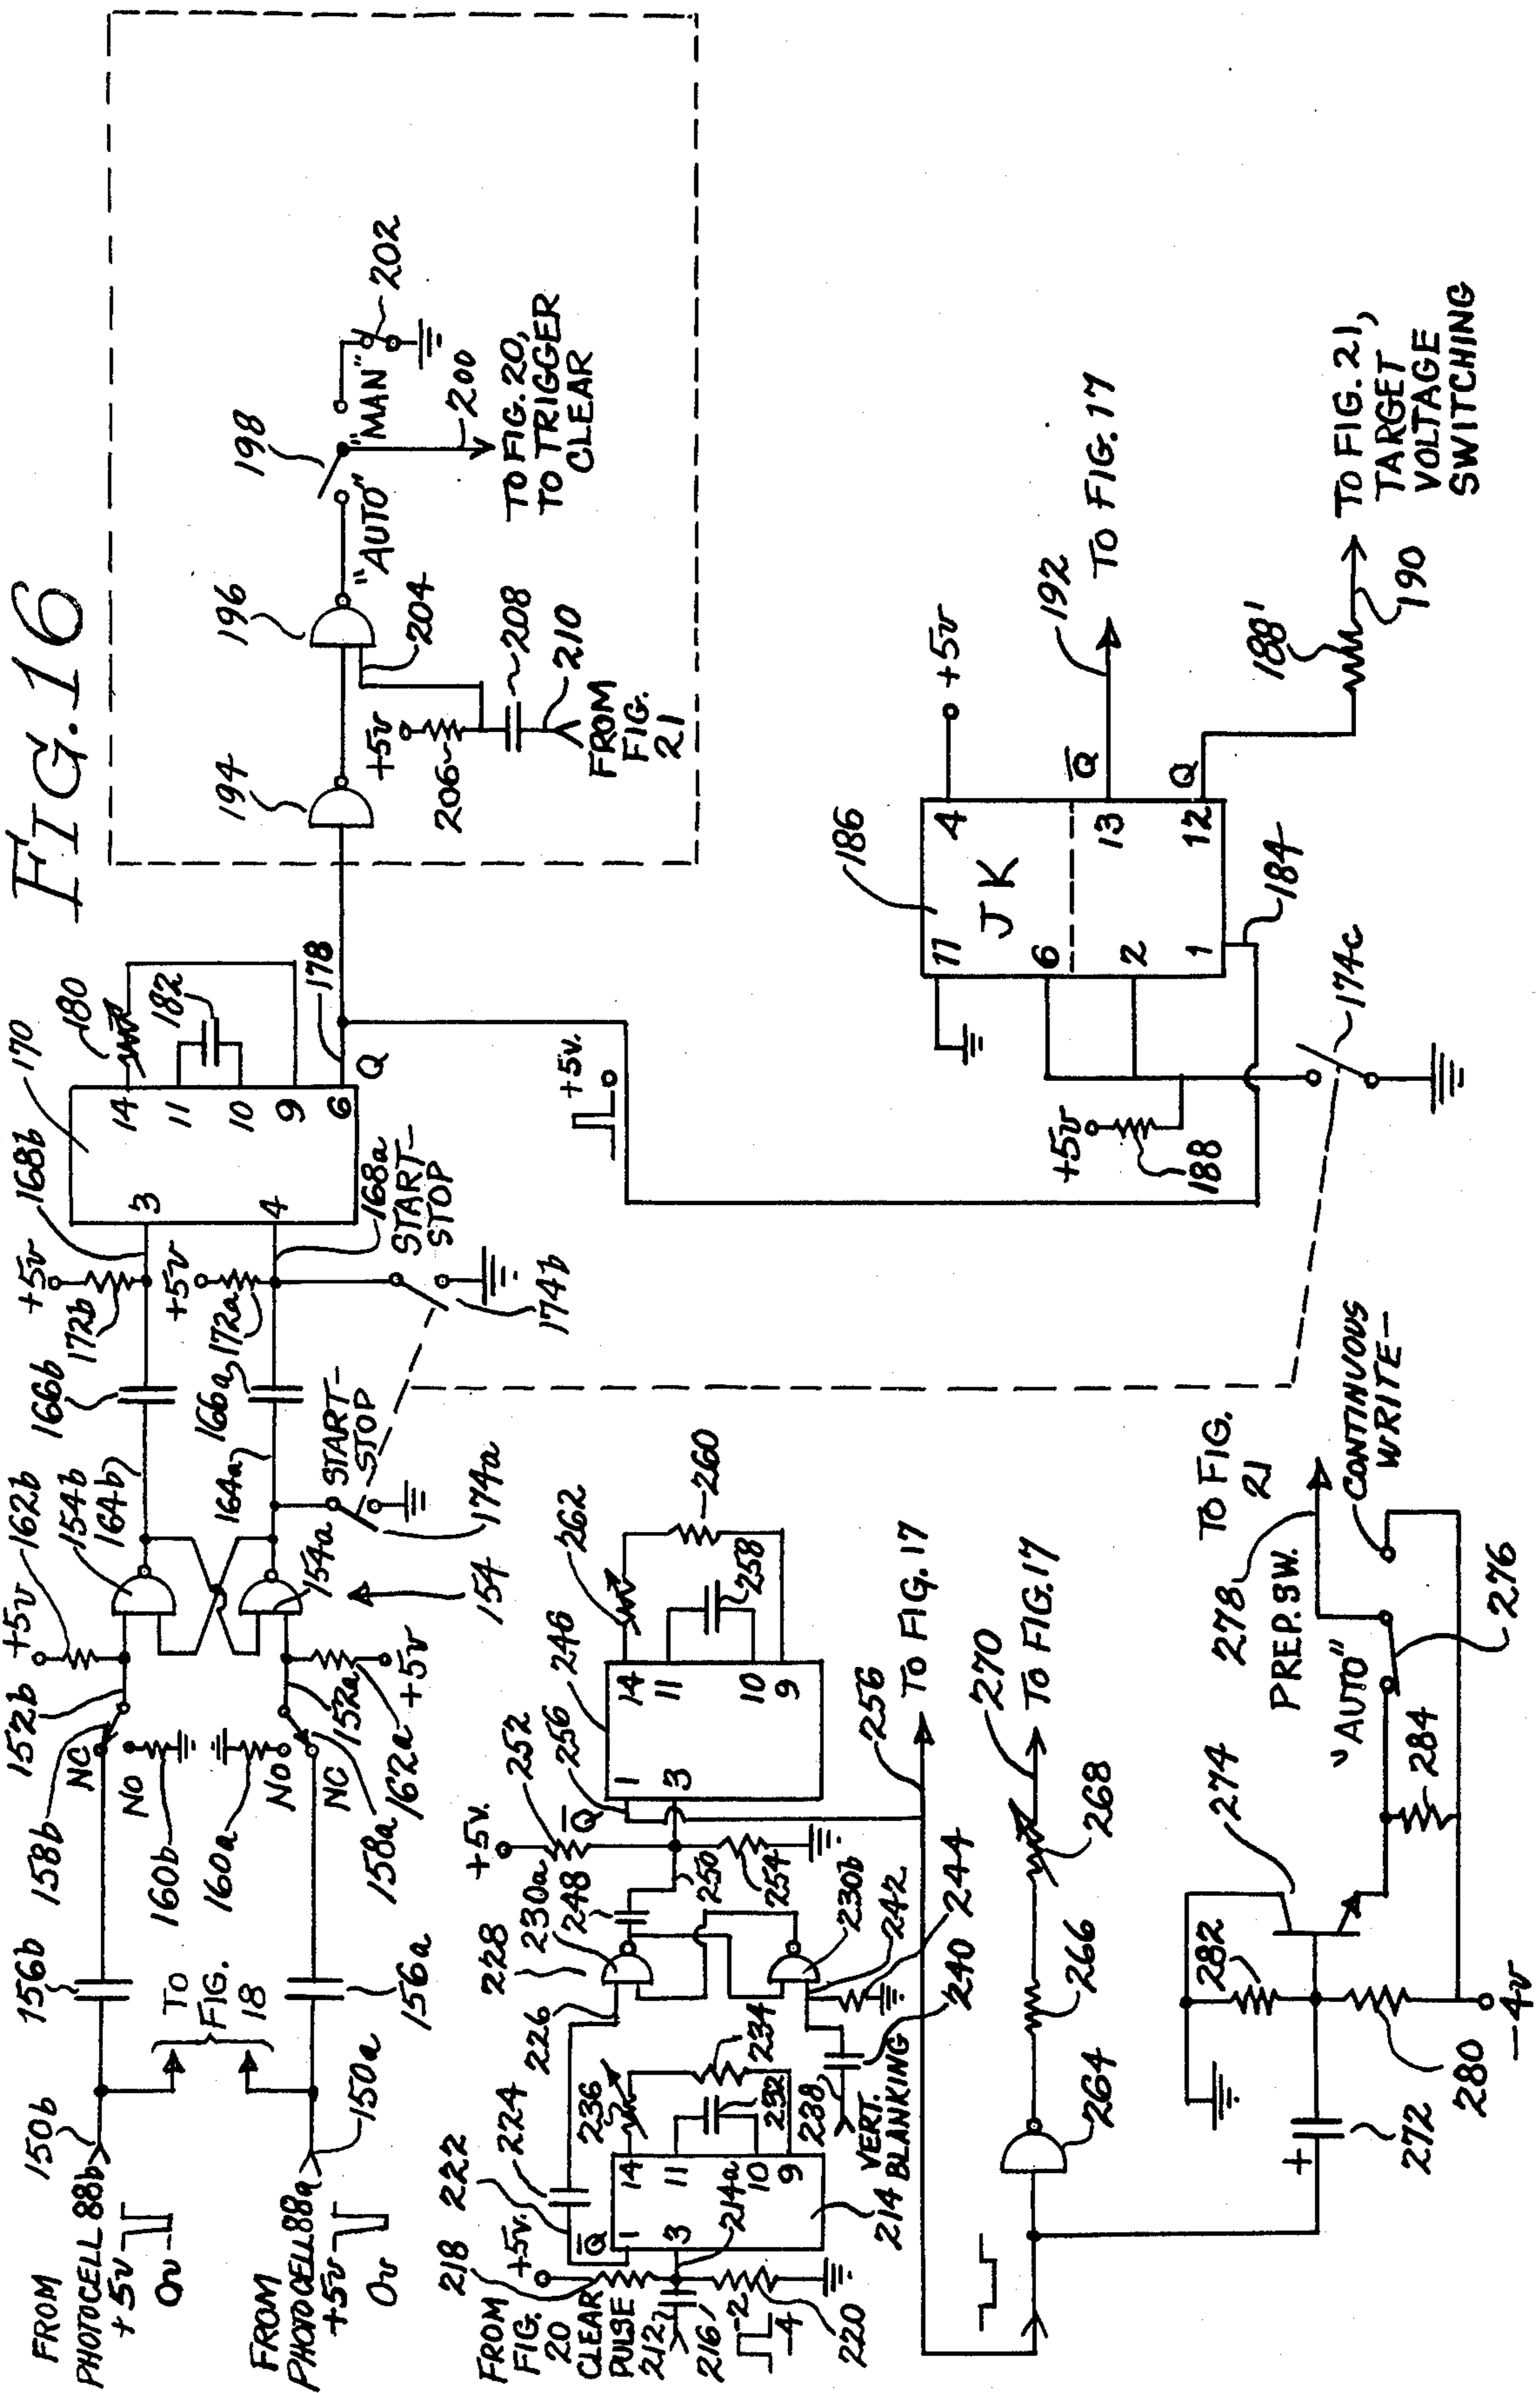 FIG. 16
FROM
PHOTOCELL 88b
+5v
0v
150b
156b
158b
NC
NO
152b
+5v
162b
154b
164b
166b
+5v
172b
168b
170
180
182
TO
FIG.
18
160b
160a
NO
NC
158a
162a
152a
+5v
154a
154
164a
166a
+5v
172a
168a
START-
STOP
174b
START-
STOP
174a
FROM
PHOTOCELL 88a
+5v
0v
150a
156a
3
4
14
11
10
9
6
Q
178
194
196
198
"AUTO"
"MAN"
202
200
TO FIG. 20,
TO TRIGGER
CLEAR
204
+5v
206
208
210
FROM
FIG.
21
+5v.
186
17
4
J K
6
2
1
13
12
+5v
Q̅
Q
192
TO FIG. 17
188'
190
TO FIG. 21,
TARGET
VOLTAGE
SWITCHING
184
+5v
188
174c
FROM
FIG.
20
CLEAR
PULSE
212
216
-2
-4
220
218
+5v.
222
224
Q̅
1
3
214a
14
11
10
9
214
236
232
234
226
228
230a
248
238
VERT.
BLANKING
240
244
242
230b
250
254
+5v.
252
256
Q̅
246
1
3
14
11
10
9
262
258
260
256
TO FIG. 17
264
266
268
270
TO FIG. 17
272
280
-4v
282
274
284
"AUTO"
PREP. SW.
278
TO FIG.
21
276
CONTINUOUS
WRITE-
+